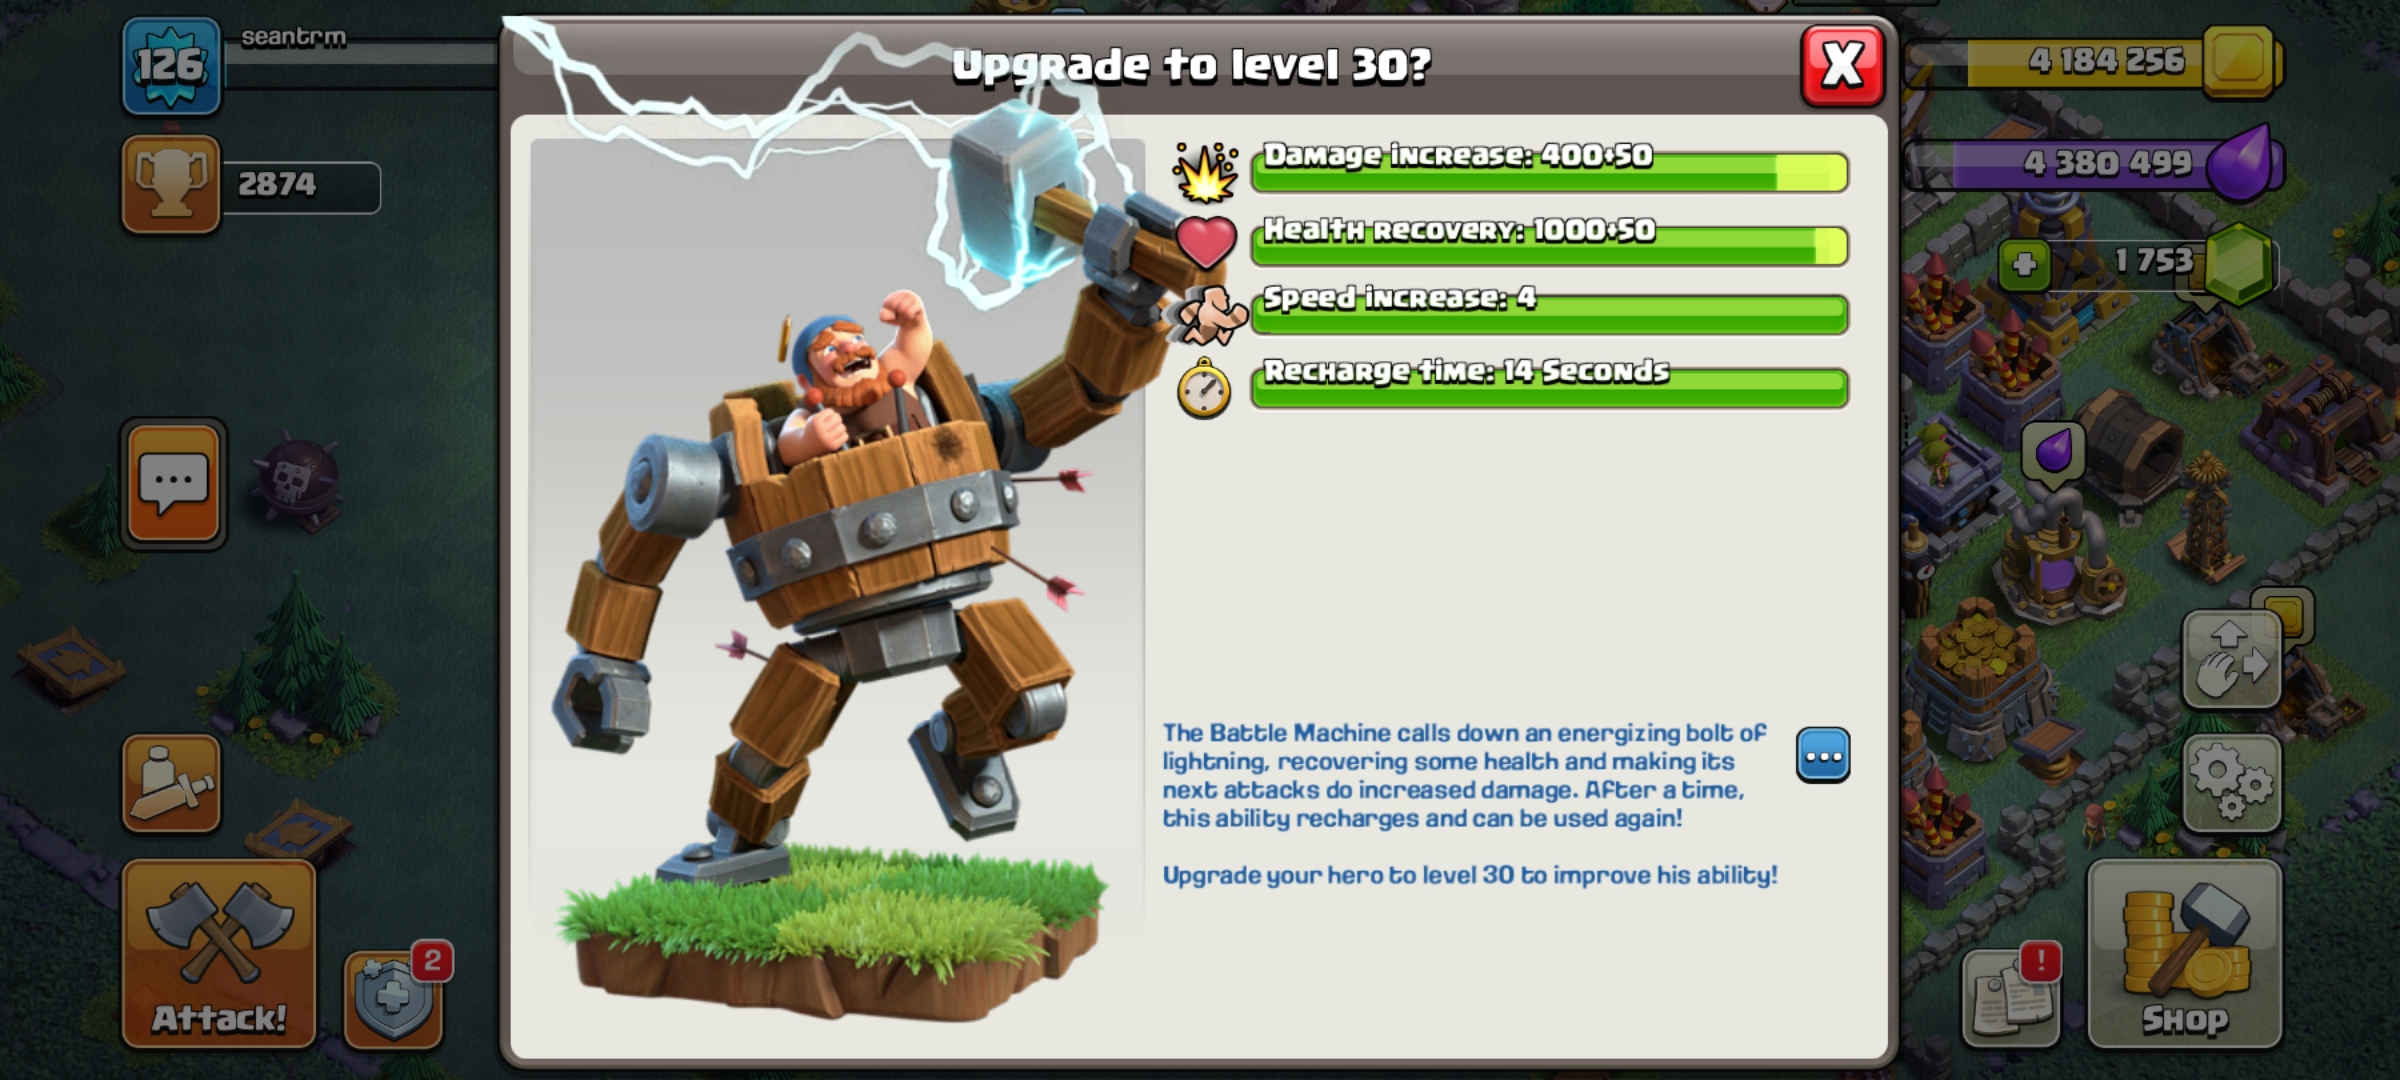 126
seantrm
2874
Upgrade to level 30?
X
4 184 256
4 380 499
1 753
Damage increase: 400+50
Health recovery: 1000+50
Speed increase: 4
Recharge time: 14 Seconds
The Battle Machine calls down an energizing bolt of
lightning, recovering some health and making its
next attacks do increased damage. After a time,
this ability recharges and can be used again!
Upgrade your hero to level 30 to improve his ability!
Attack!
2
!
Shop